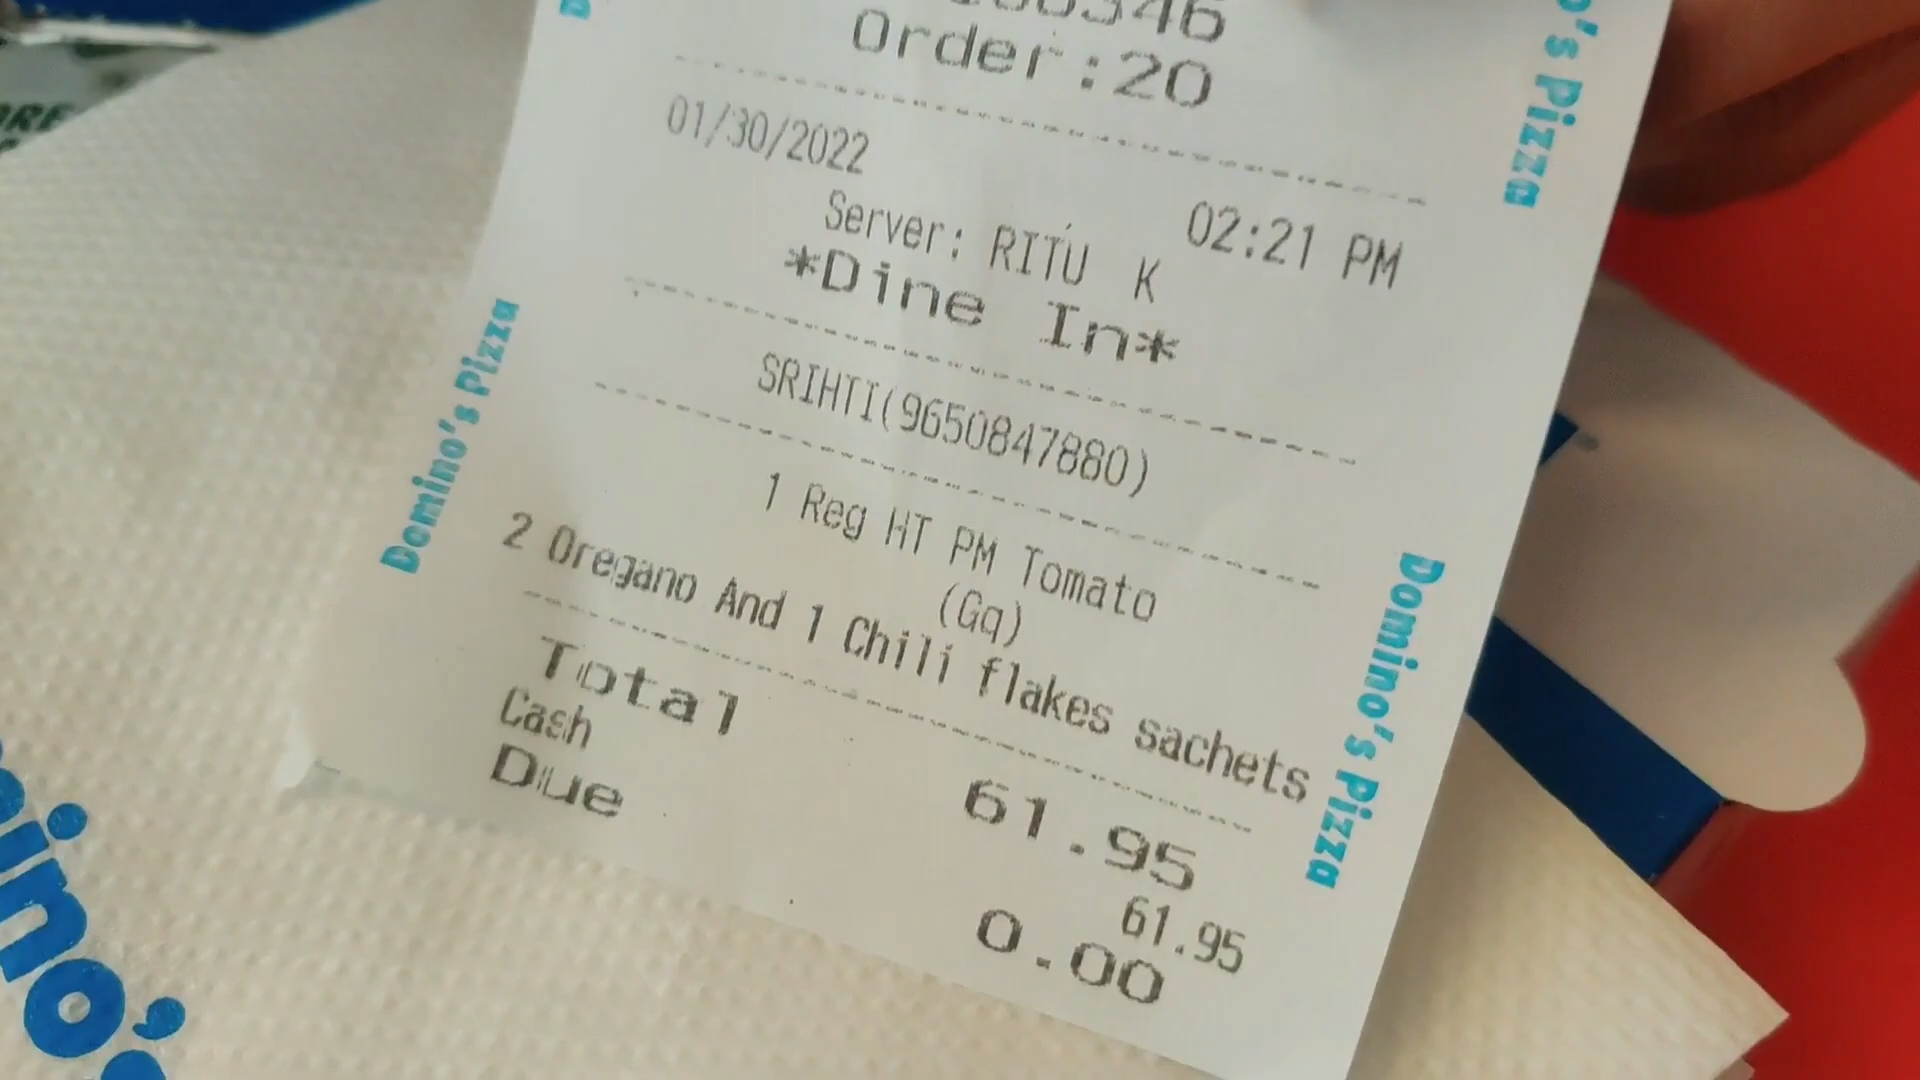 Order:20
01/30/2022 02:21 PM
Server: RITU K
*Dine In*
SRIHTI(9650847880)
1 Reg HT PM Tomato
(Gq)
2 Oregano And 1 Chili flakes sachets
Total 61.95
Cash 61.95
Due 0.00
Domino's Pizza
Domino's Pizza
o's Pizza